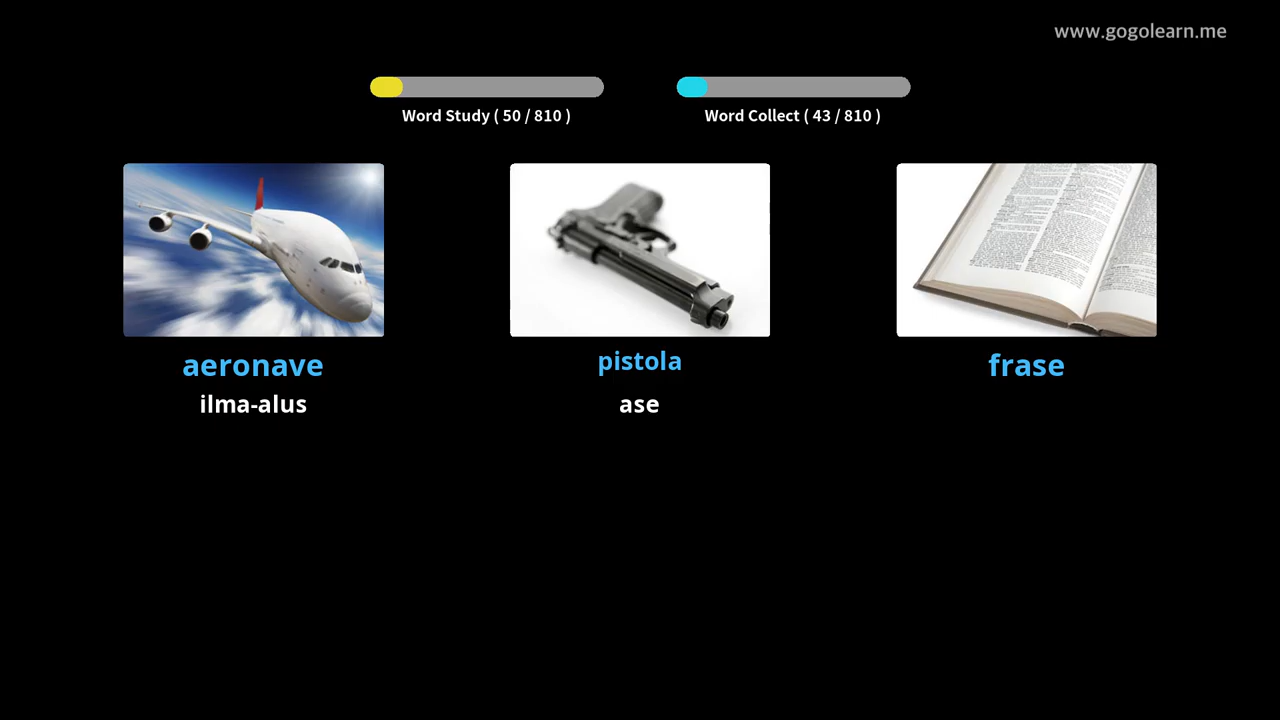 www.gogolearn.me
Word Study ( 50 / 810 )
Word Collect ( 43 / 810 )
aeronave
pistola
frase
ilma-alus
ase